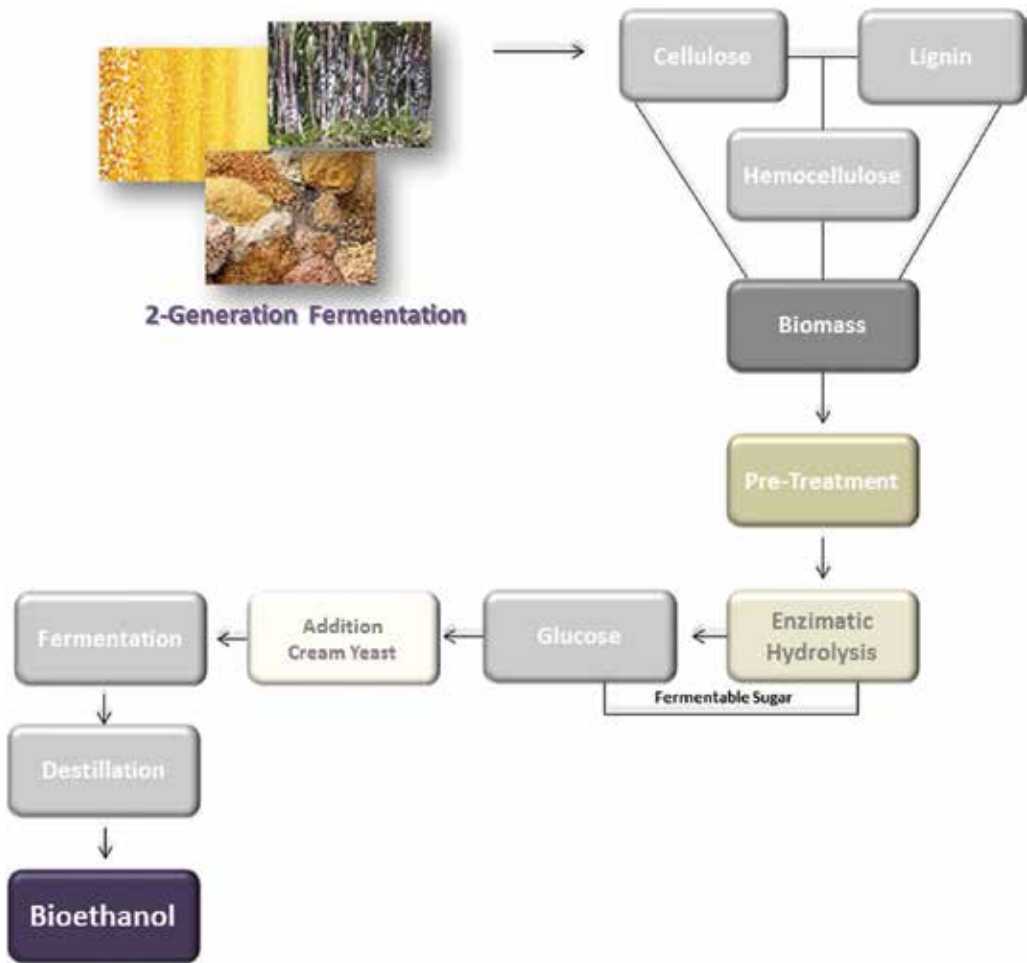 Cellulose
Lignin
Hemocellulose
2-Generation Fermentation
Biomass
Pre-Treatment
Enzimatic
Hydrolysis
Glucose
Addition
Cream Yeast
Fermentation
Fermentable Sugar
Destillation
Bioethanol